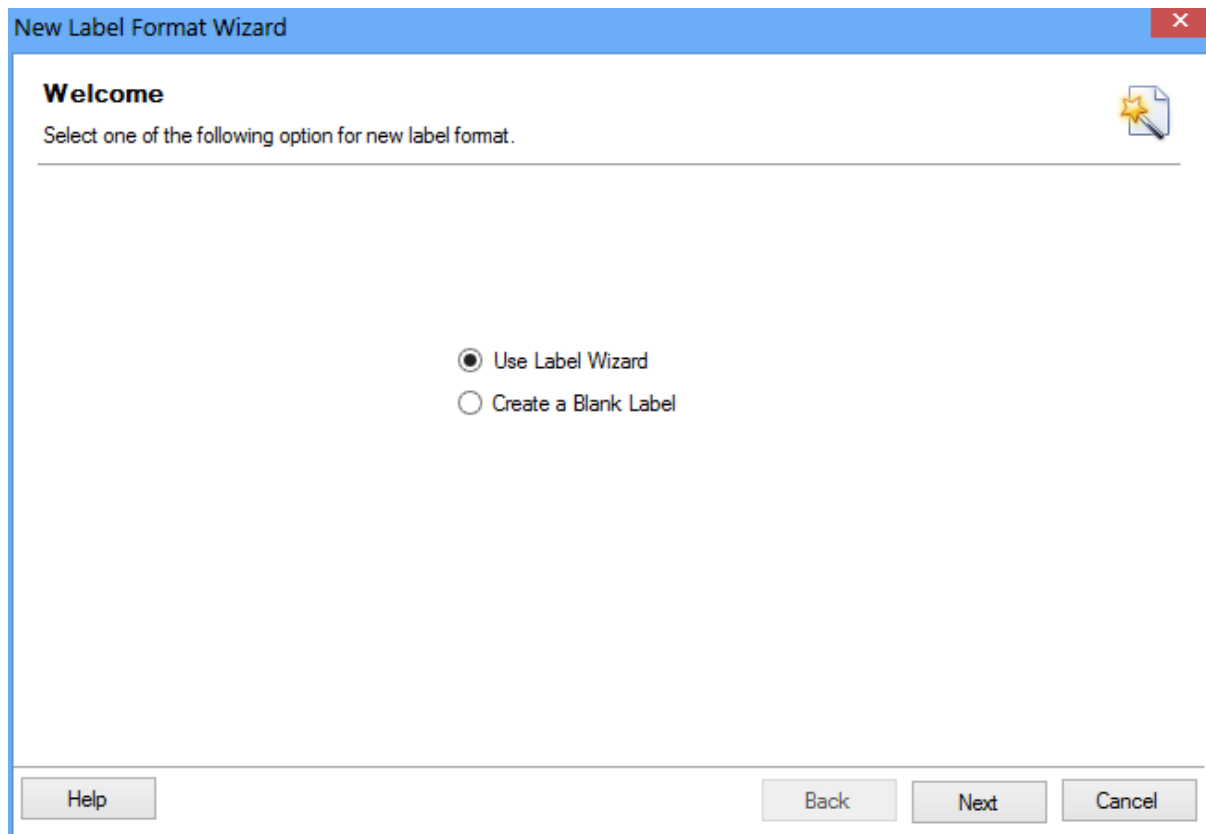 New Label Format Wizard
Welcome
Select one of the following option for new label format.
Use Label Wizard
Create a Blank Label
Help
Back
Next
Cancel